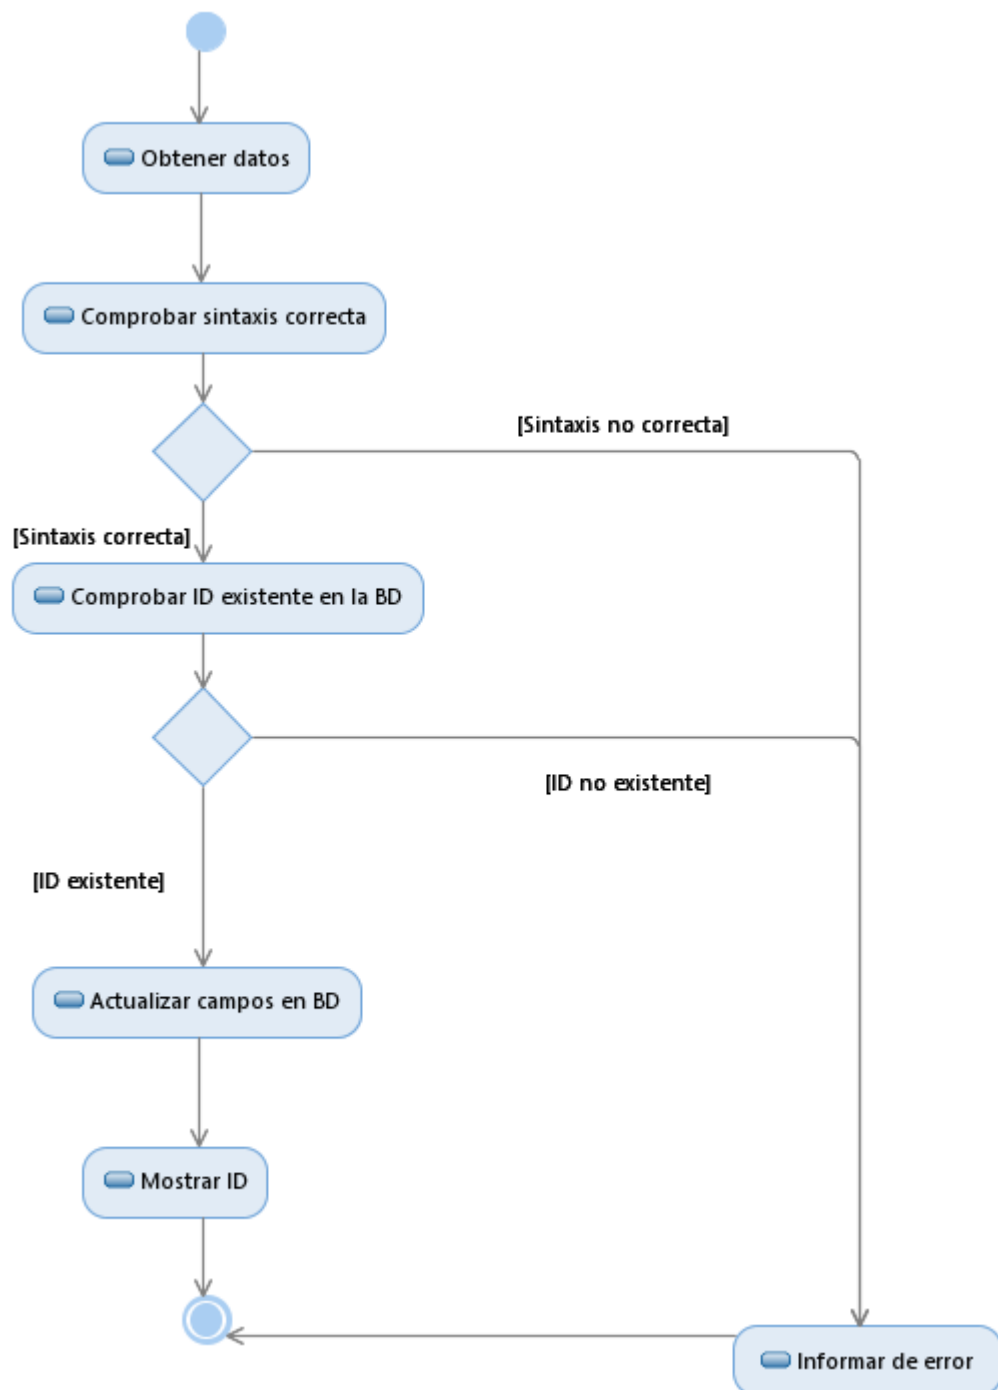 Obtener datos
Comprobar sintaxis correcta
[Sintaxis no correcta]
[Sintaxis correcta]
Comprobar ID existente en la BD
[ID no existente]
[ID existente]
Actualizar campos en BD
Mostrar ID
Informar de error